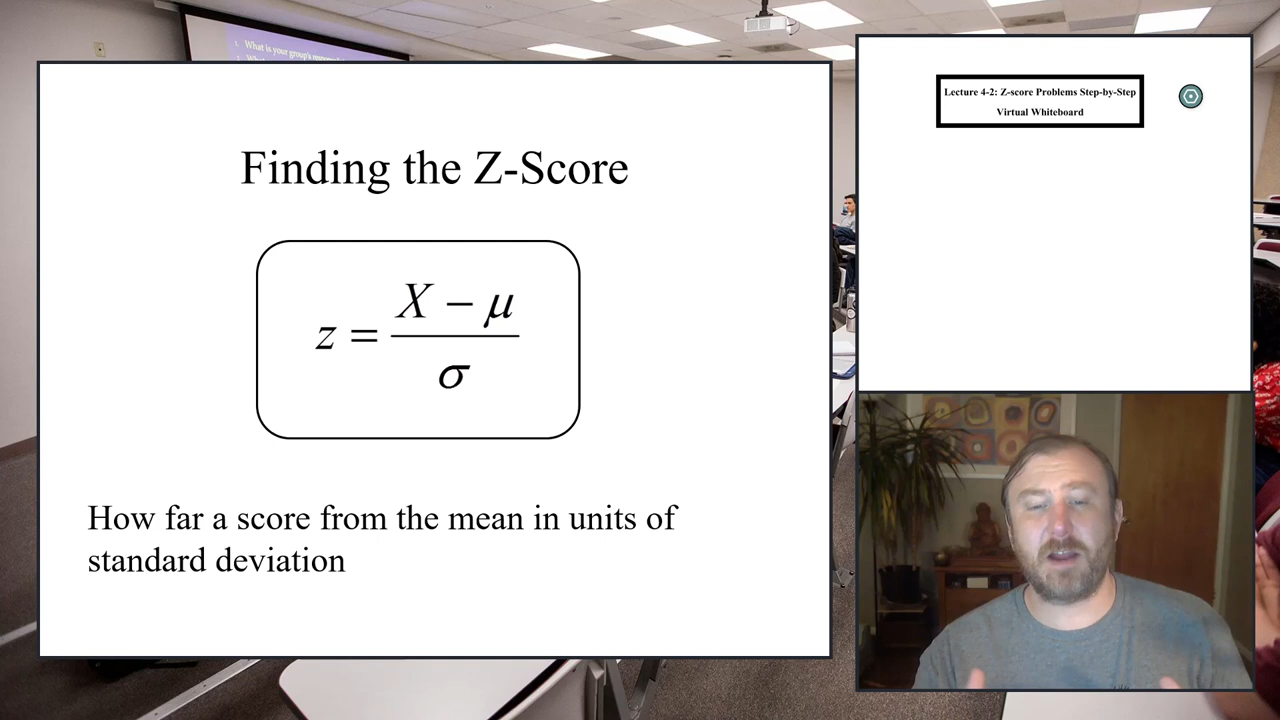 1. What is your group's
Finding the Z-Score
z = X − μ / σ
How far a score from the mean in units of
standard deviation
Lecture 4-2: Z-score Problems Step-by-Step
Virtual Whiteboard